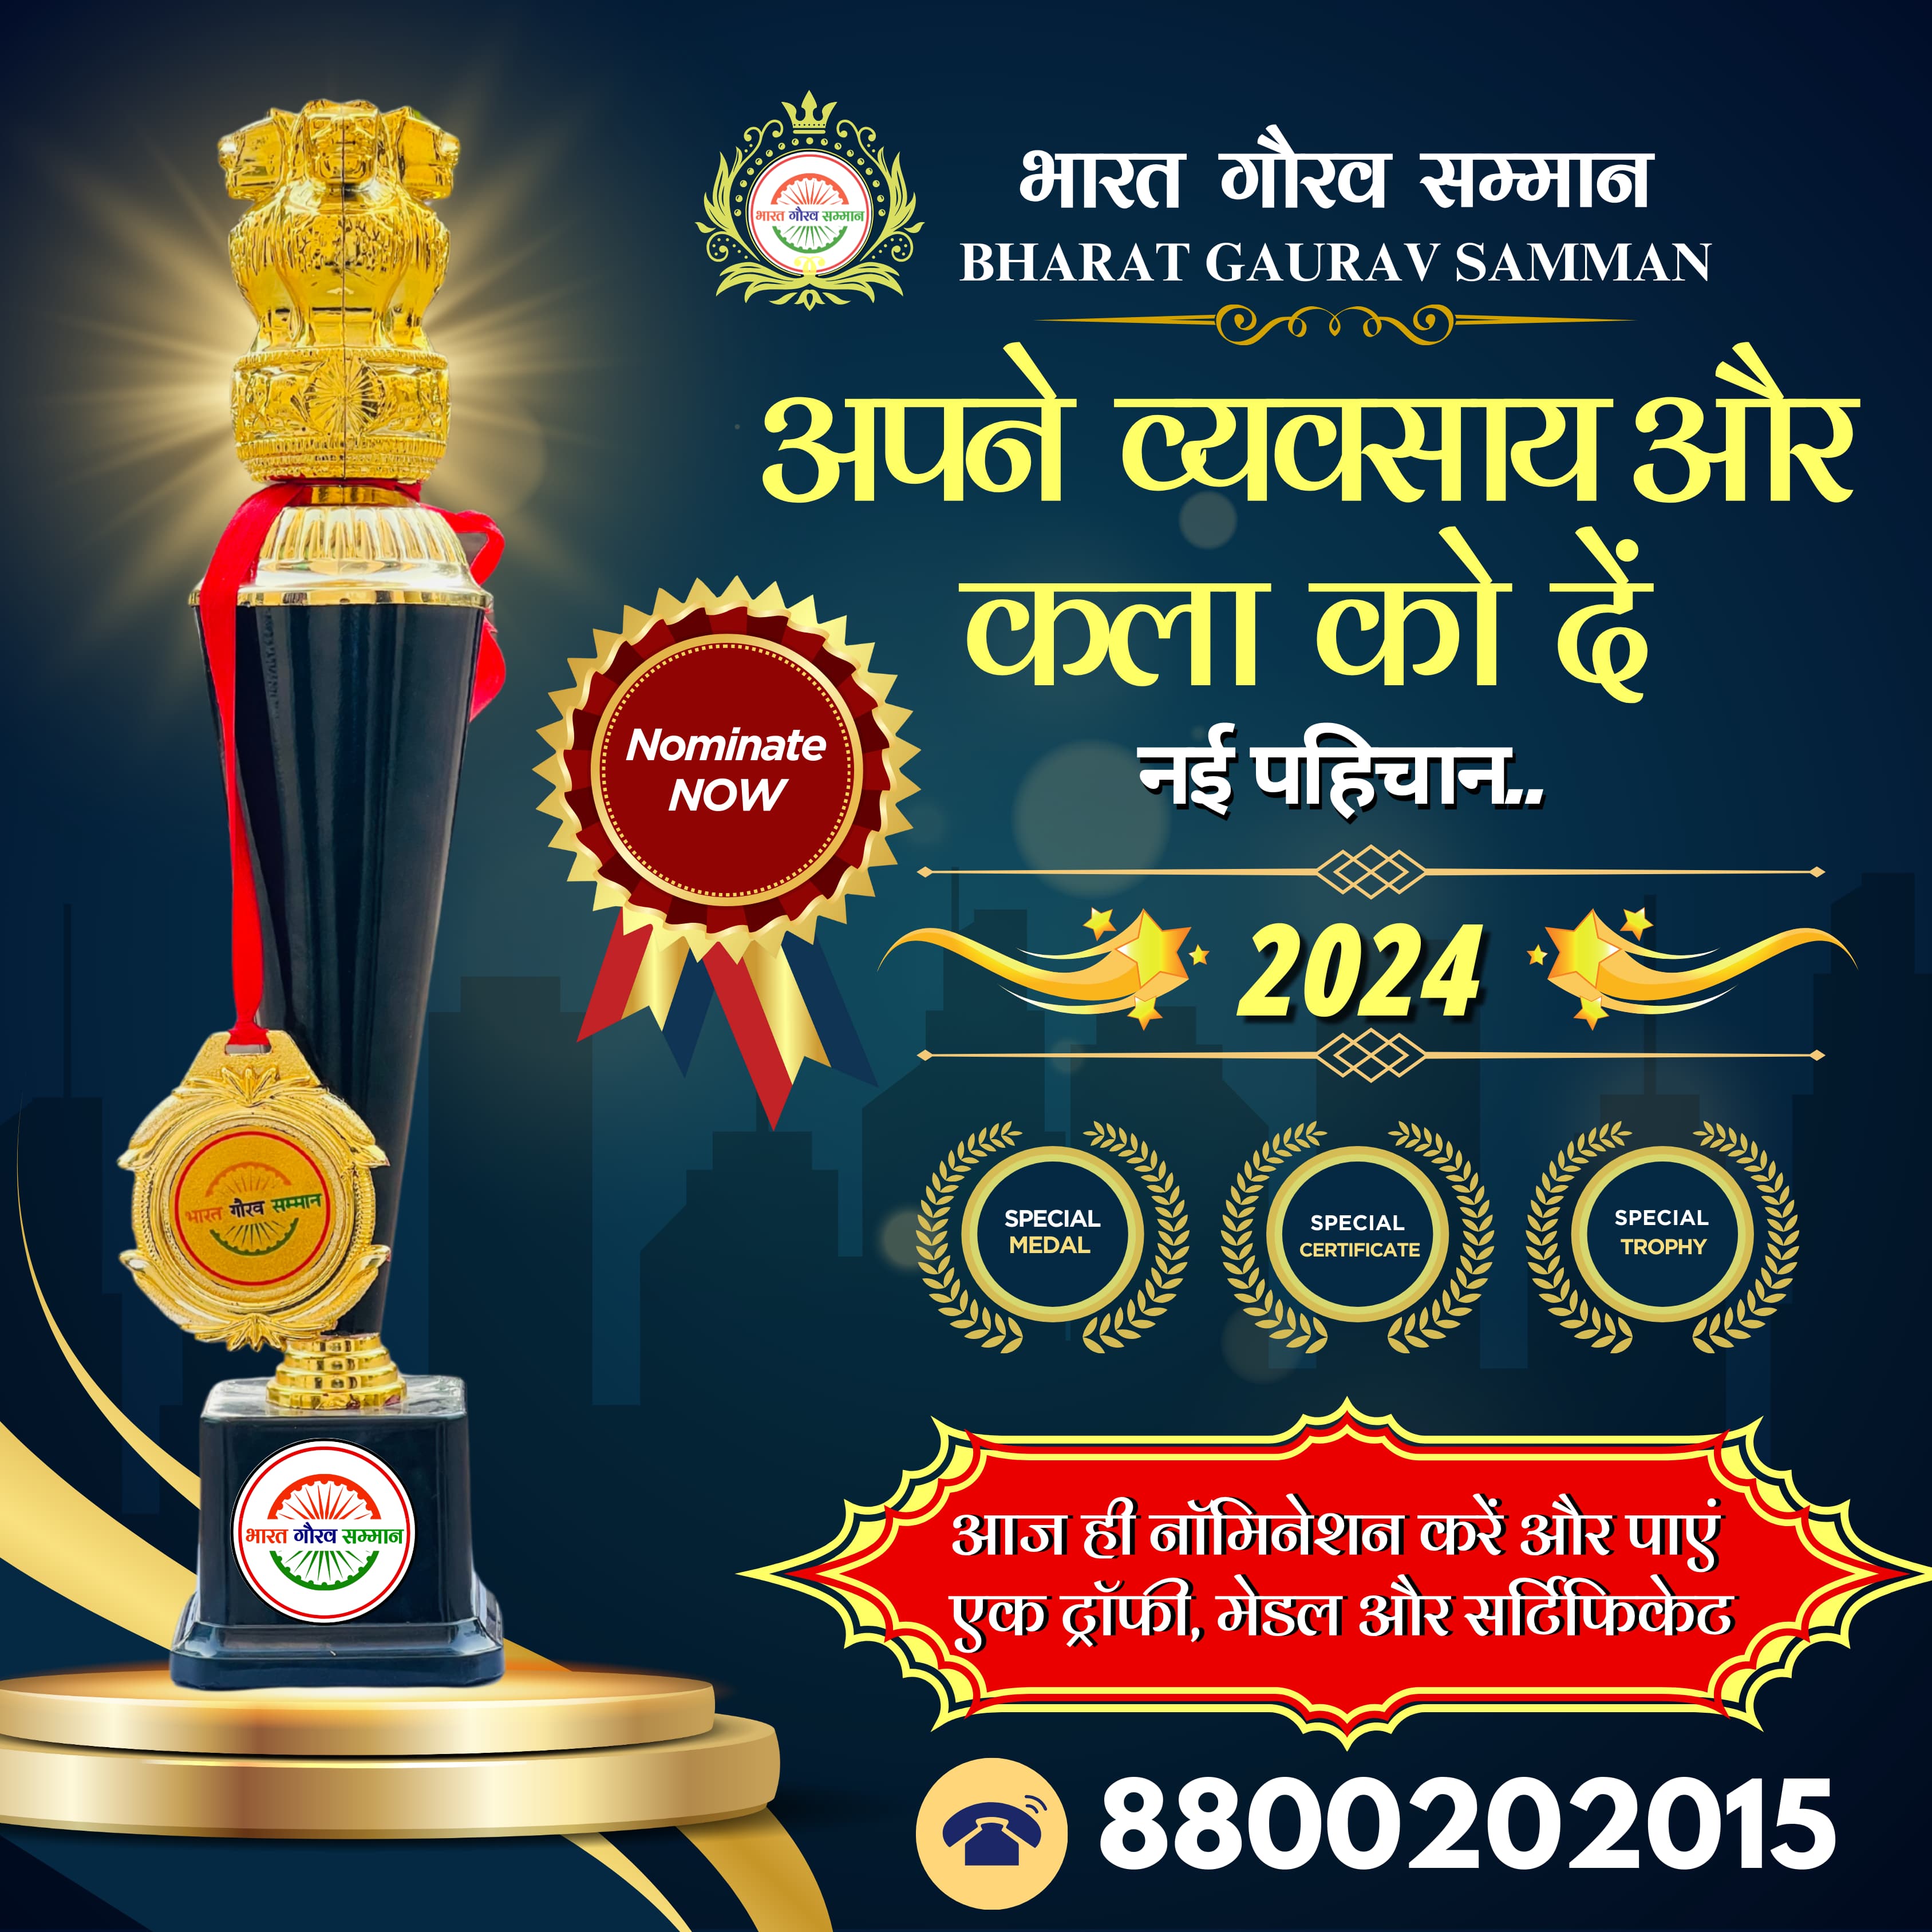 भारत गौरव सम्मान
भारत गौरव सम्मान
BHARAT GAURAV SAMMAN
अपने व्यवसाय और
कला को दें
नई पहिचान..
Nominate
NOW
2024
SPECIAL
MEDAL
SPECIAL
CERTIFICATE
SPECIAL
TROPHY
भारत गौरव सम्मान
भारत गौरव सम्मान
आज ही नॉमिनेशन करें और पाएं
एक ट्रॉफी, मेडल और सर्टिफिकेट
8800202015